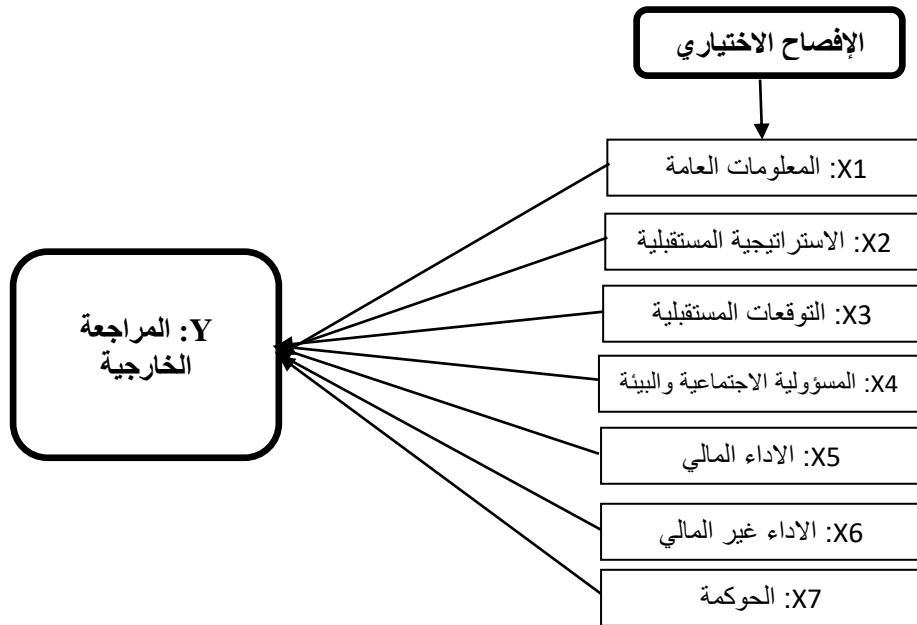 الإفصاح الاختياري
X1: المعلومات العامة
X2: الاستراتيجية المستقبلية
X3: التوقعات المستقبلية
X4: المسؤولية الاجتماعية والبيئة
X5: الاداء المالي
X6: الاداء غير المالي
X7: الحوكمة
Y: المراجعة
الخارجية